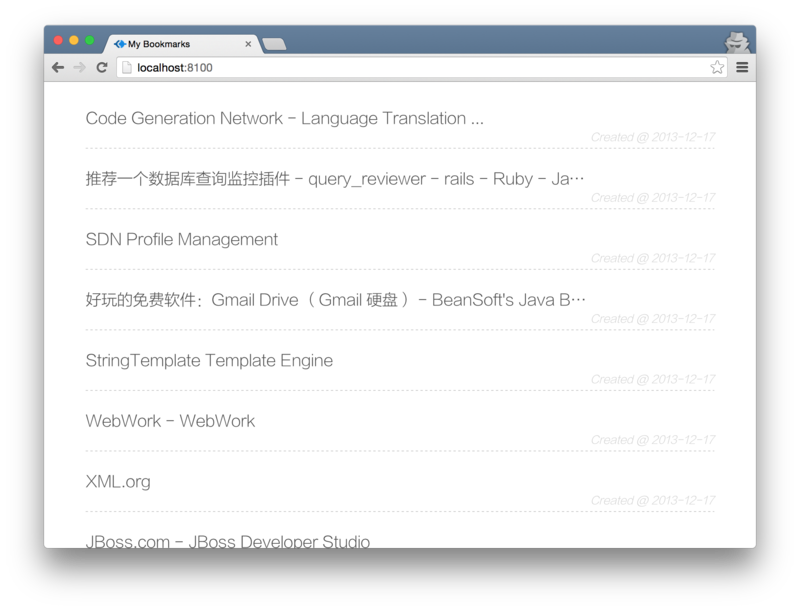 My Bookmarks
localhost:8100
Code Generation Network - Language Translation ...
Created @ 2013-12-17
推荐一个数据库查询监控插件 - query_reviewer - rails - Ruby - Ja…
Created @ 2013-12-17
SDN Profile Management
Created @ 2013-12-17
好玩的免费软件：Gmail Drive （ Gmail 硬盘 ） - BeanSoft's Java B…
Created @ 2013-12-17
StringTemplate Template Engine
Created @ 2013-12-17
WebWork - WebWork
Created @ 2013-12-17
XML.org
Created @ 2013-12-17
JBoss.com - JBoss Developer Studio